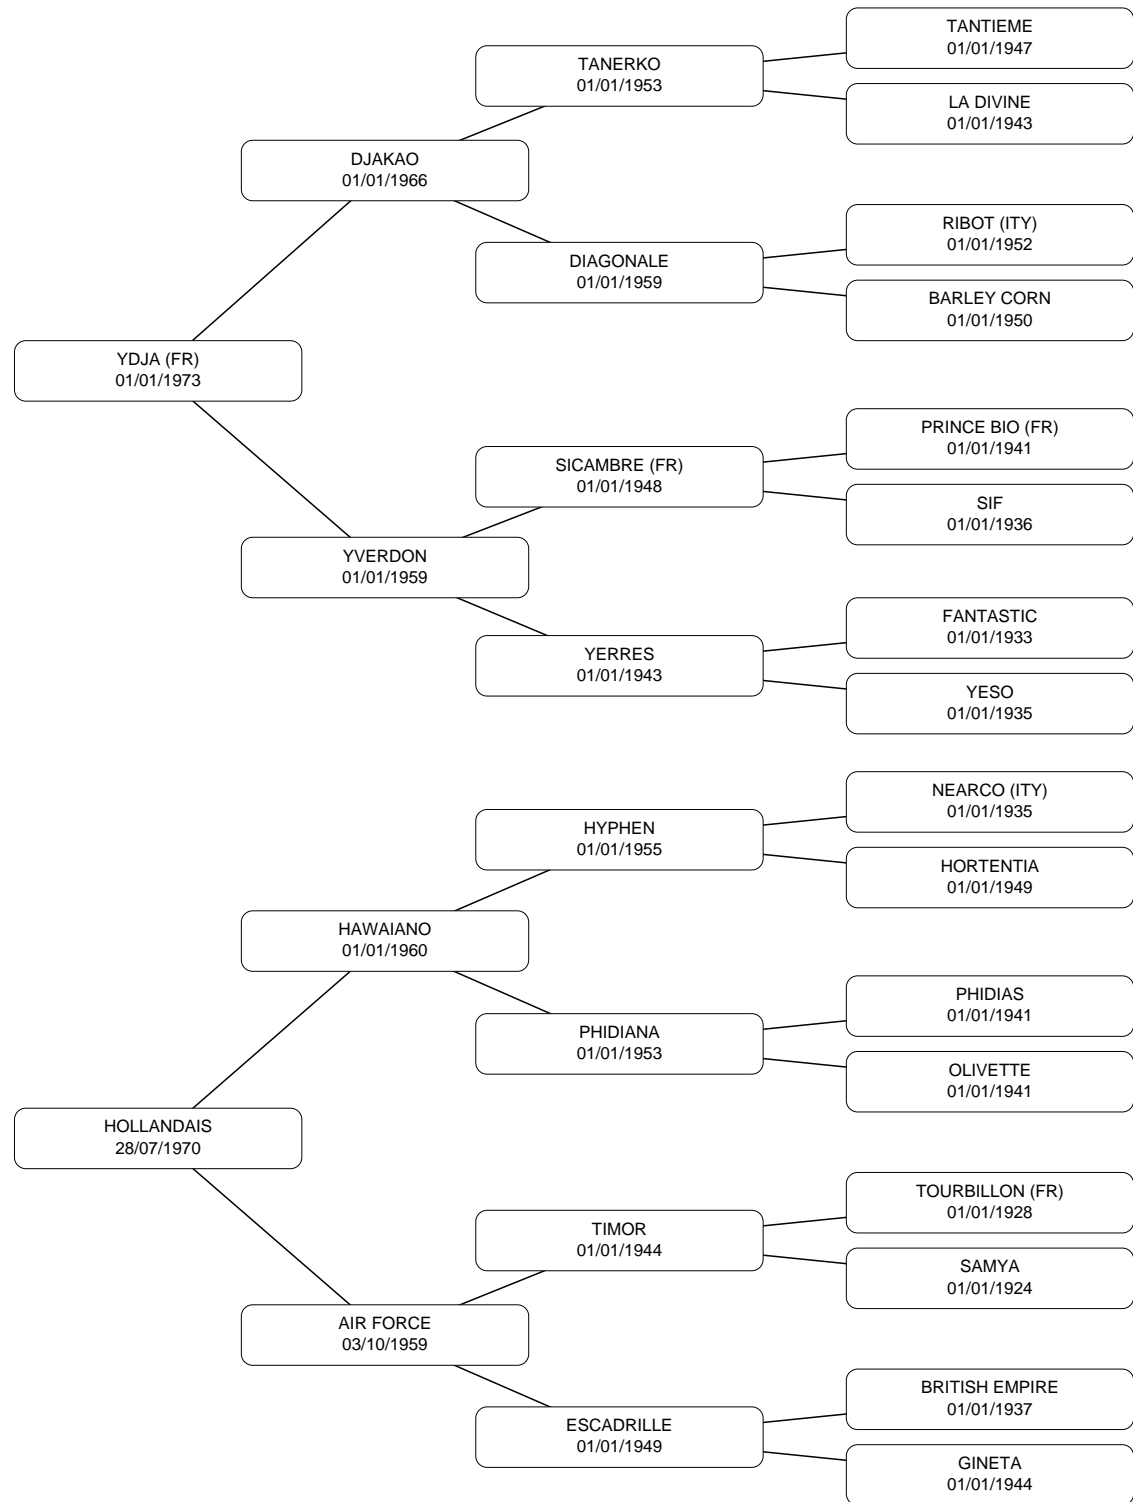 TANTIEME
01/01/1947
TANERKO
01/01/1953
LA DIVINE
01/01/1943
DJAKAO
01/01/1966
RIBOT (ITY)
01/01/1952
DIAGONALE
01/01/1959
BARLEY CORN
01/01/1950
YDJA (FR)
01/01/1973
PRINCE BIO (FR)
01/01/1941
SICAMBRE (FR)
01/01/1948
SIF
01/01/1936
YVERDON
01/01/1959
FANTASTIC
01/01/1933
YERRES
01/01/1943
YESO
01/01/1935
NEARCO (ITY)
01/01/1935
HYPHEN
01/01/1955
HORTENTIA
01/01/1949
HAWAIANO
01/01/1960
PHIDIAS
01/01/1941
PHIDIANA
01/01/1953
OLIVETTE
01/01/1941
HOLLANDAIS
28/07/1970
TOURBILLON (FR)
01/01/1928
TIMOR
01/01/1944
SAMYA
01/01/1924
AIR FORCE
03/10/1959
BRITISH EMPIRE
01/01/1937
ESCADRILLE
01/01/1949
GINETA
01/01/1944